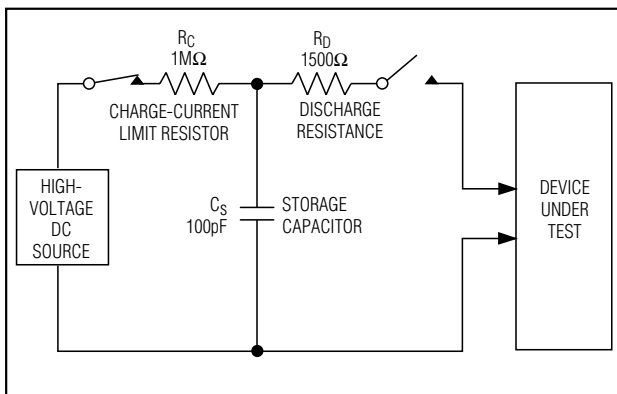 RC
1MΩ
CHARGE-CURRENT
LIMIT RESISTOR
RD
1500Ω
DISCHARGE
RESISTANCE
HIGH-
VOLTAGE
DC
SOURCE
CS
100pF
STORAGE
CAPACITOR
DEVICE
UNDER
TEST